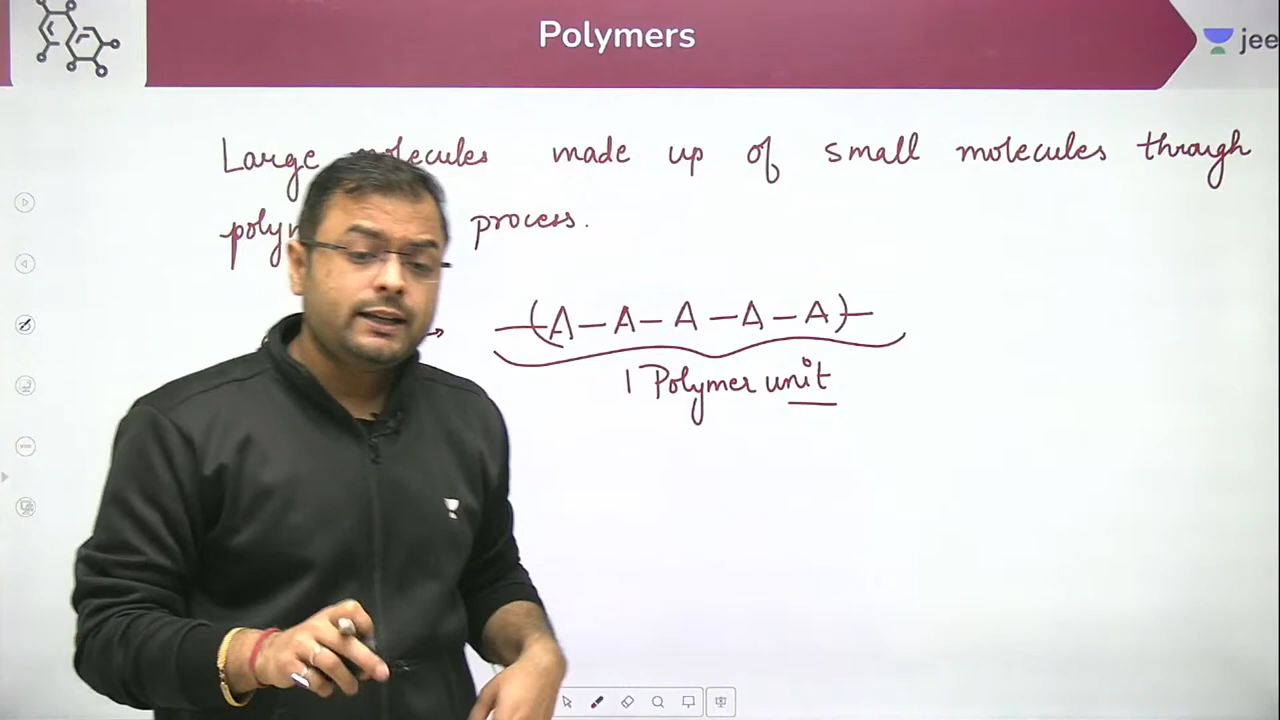 Polymers
jee
Large molecules made up of small molecules through
process.
→ —(A—A—A—A—A)—
1 Polymer unit